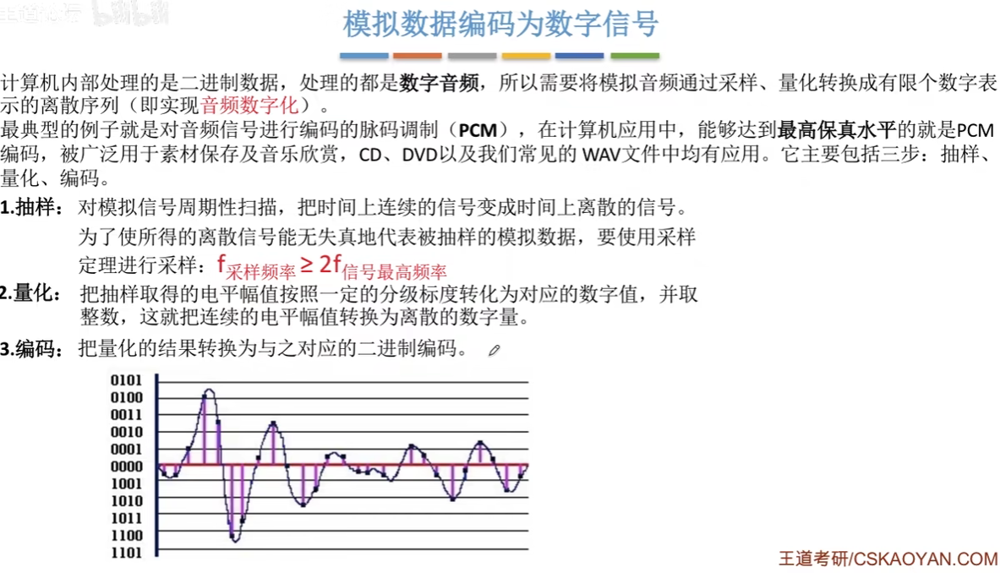 模拟数据编码为数字信号
计算机内部处理的是二进制数据，处理的都是数字音频，所以需要将模拟音频通过采样、量化转换成有限个数字表
示的离散序列（即实现音频数字化）。
最典型的例子就是对音频信号进行编码的脉码调制（PCM），在计算机应用中，能够达到最高保真水平的就是PCM
编码，被广泛用于素材保存及音乐欣赏，CD、DVD以及我们常见的 WAV文件中均有应用。它主要包括三步：抽样、
量化、编码。
1.抽样：对模拟信号周期性扫描，把时间上连续的信号变成时间上离散的信号。
为了使所得的离散信号能无失真地代表被抽样的模拟数据，要使用采样
定理进行采样：f采样频率 ≥ 2f信号最高频率
2.量化：把抽样取得的电平幅值按照一定的分级标度转化为对应的数字值，并取
整数，这就把连续的电平幅值转换为离散的数字量。
3.编码：把量化的结果转换为与之对应的二进制编码。
0101
0100
0011
0010
0001
0000
1001
1010
1011
1100
1101
王道考研/CSKAOYAN.COM